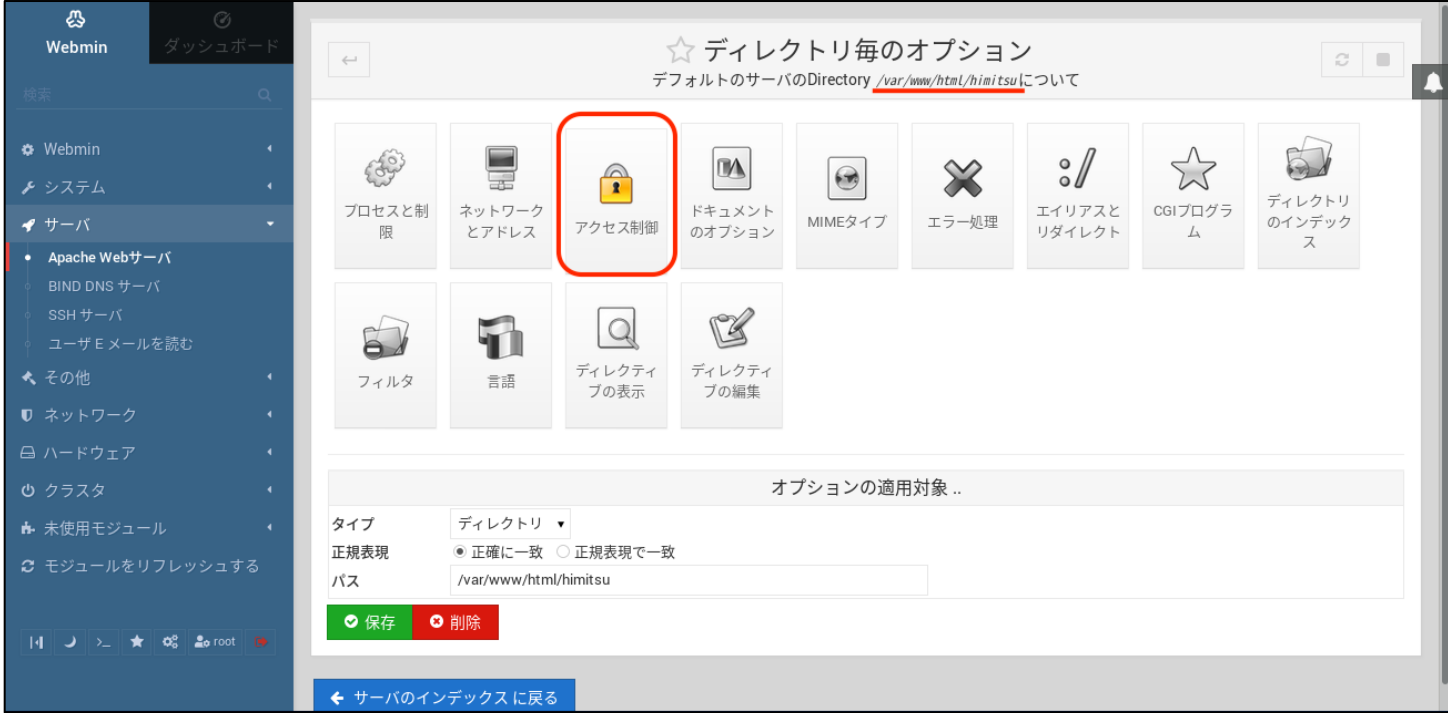 Webmin
ダッシュボード
検索
Webmin
システム
サーバ
Apache Webサーバ
BIND DNS サーバ
SSH サーバ
ユーザ E メールを読む
その他
ネットワーク
ハードウェア
クラスタ
未使用モジュール
モジュールをリフレッシュする
root
ディレクトリ毎のオプション
デフォルトのサーバのDirectory /var/www/html/himitsuについて
プロセスと制
限
ネットワーク
とアドレス
アクセス制御
ドキュメント
のオプション
MIMEタイプ
エラー処理
エイリアスと
リダイレクト
CGIプログラ
ム
ディレクトリ
のインデック
ス
フィルタ
言語
ディレクティ
ブの表示
ディレクティ
ブの編集
オプションの適用対象 ..
タイプ ディレクトリ
正規表現 正確に一致 正規表現で一致
パス /var/www/html/himitsu
保存 削除
サーバのインデックス に戻る